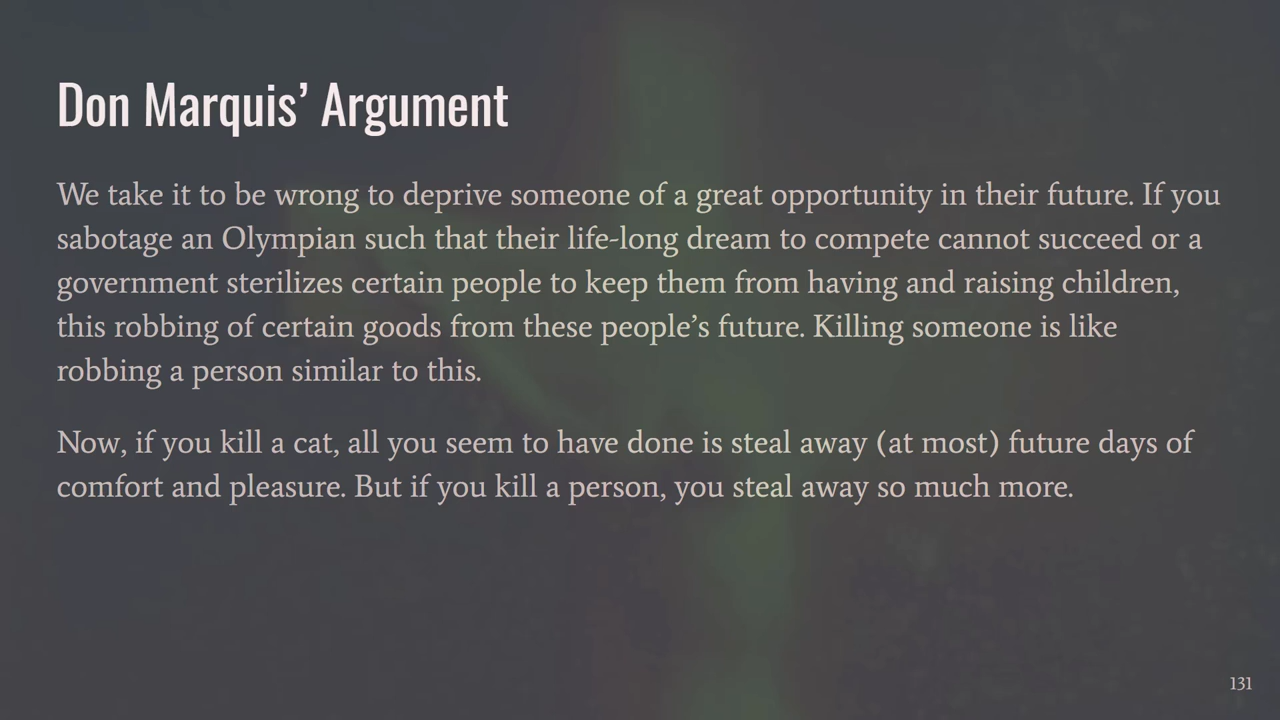 Don Marquis’ Argument
We take it to be wrong to deprive someone of a great opportunity in their future. If you
sabotage an Olympian such that their life-long dream to compete cannot succeed or a
government sterilizes certain people to keep them from having and raising children,
this robbing of certain goods from these people’s future. Killing someone is like
robbing a person similar to this.
Now, if you kill a cat, all you seem to have done is steal away (at most) future days of
comfort and pleasure. But if you kill a person, you steal away so much more.
131